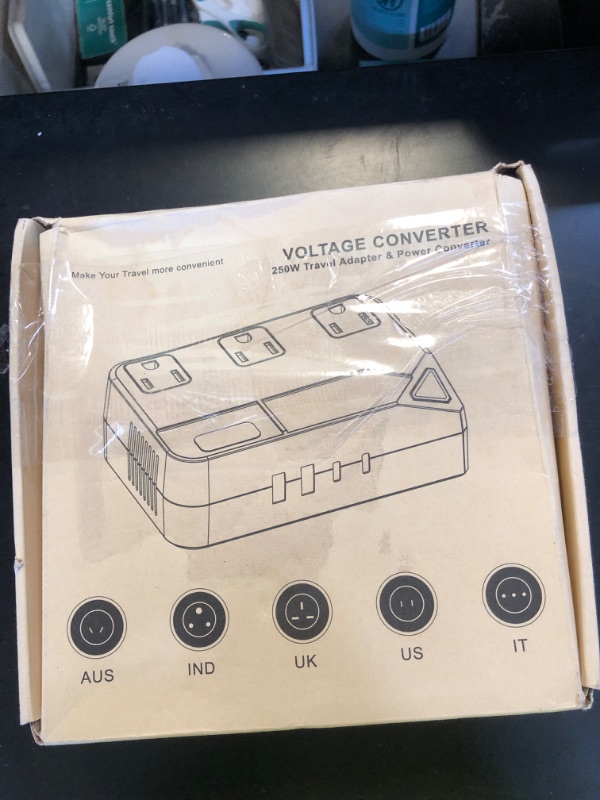 VOLTAGE CONVERTER
Make Your Travel more convenient
250W Travel Adapter & Power Converter
AUS
IND
UK
US
IT